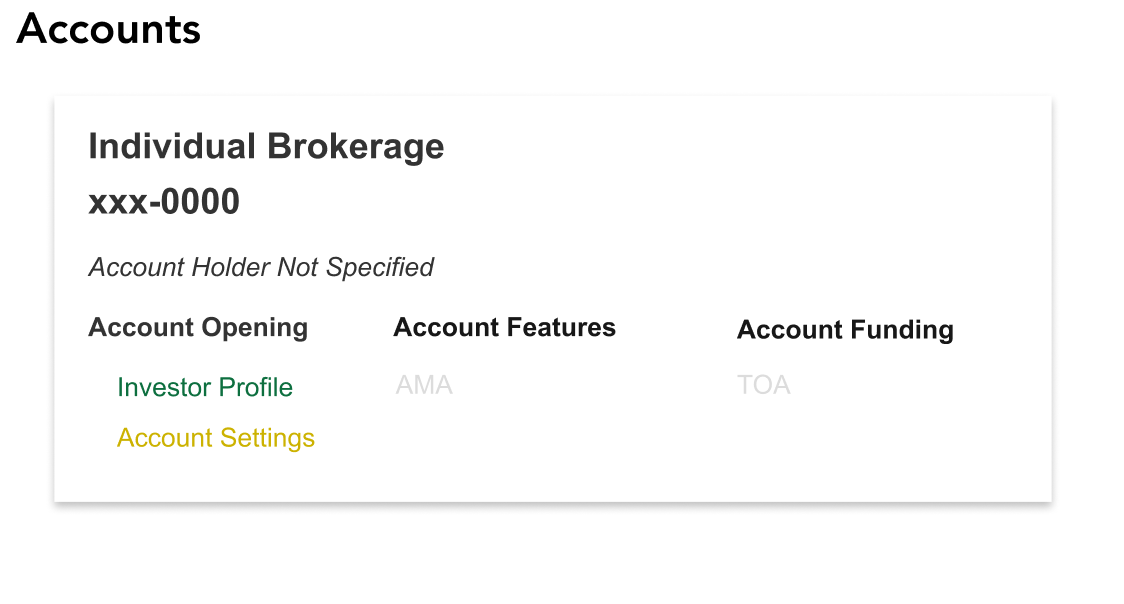 Accounts
Individual Brokerage
xxx-0000
Account Holder Not Specified
Account Opening
Investor Profile
Account Settings
Account Features
AMA
Account Funding
TOA